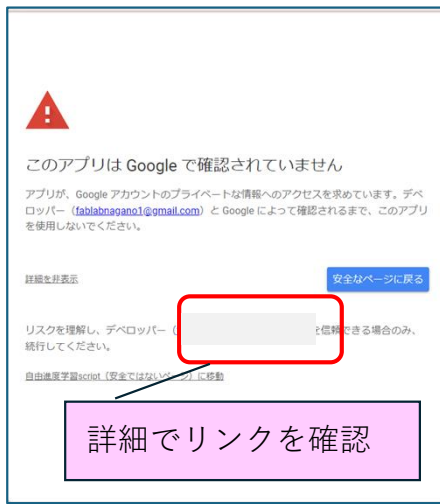 このアプリは Google で確認されていません
アプリが、Google アカウントのプライベートな情報へのアクセスを求めています。デベ
ロッパー（fablabnagano1@gmail.com）と Google によって確認されるまで、このアプリ
を使用しないでください。
詳細を非表示
安全なページに戻る
リスクを理解し、デベロッパー（ を信頼できる場合のみ、
続行してください。
自由進度学習script（安全ではないページ）に移動
詳細でリンクを確認